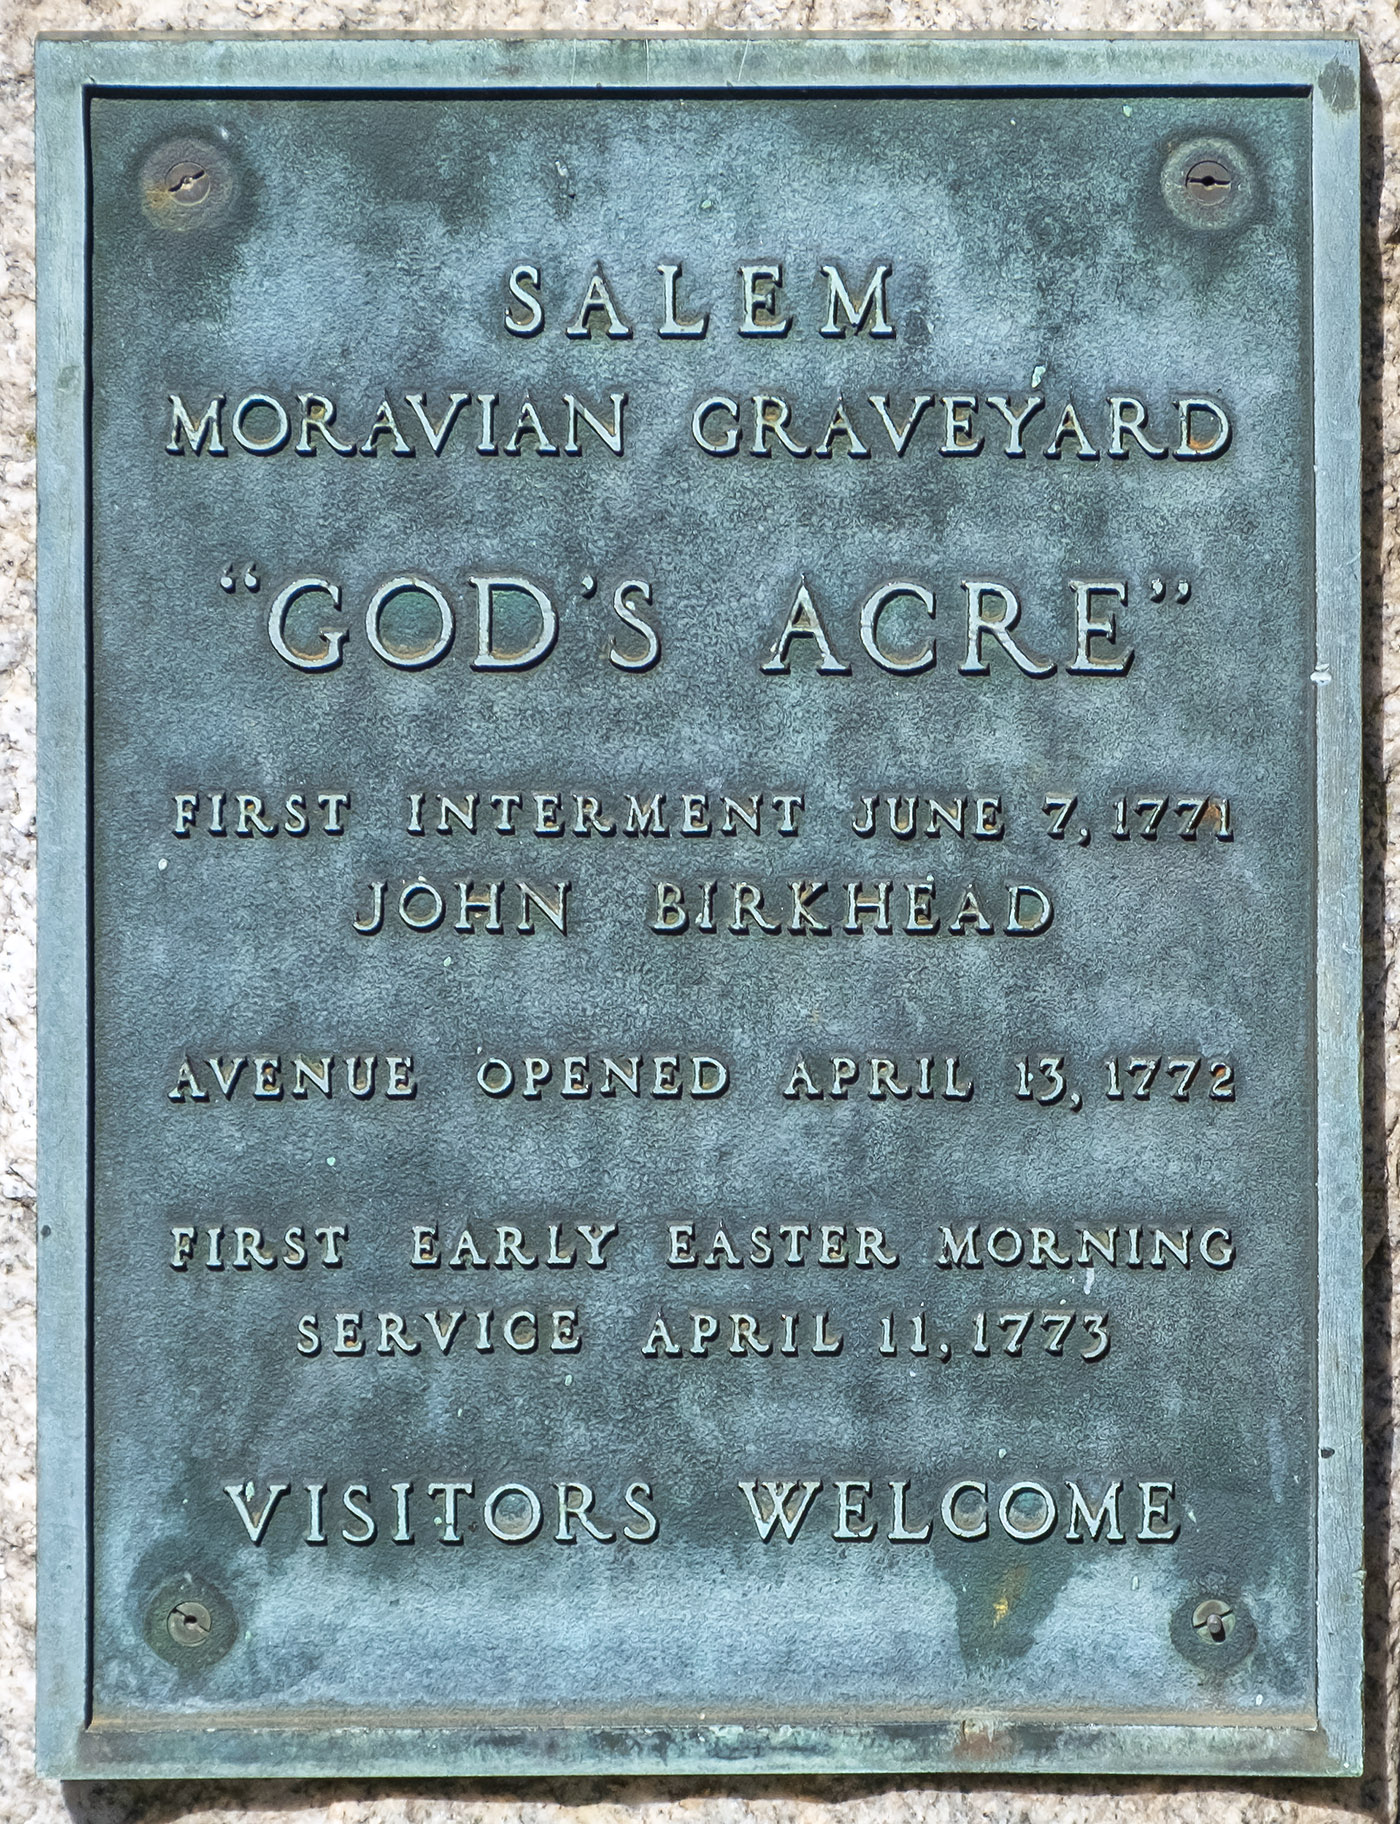 SALEM
MORAVIAN GRAVEYARD
“GOD'S ACRE”
FIRST INTERMENT JUNE 7, 1771
JOHN BIRKHEAD
AVENUE OPENED APRIL 13, 1772
FIRST EARLY EASTER MORNING
SERVICE APRIL 11, 1773
VISITORS WELCOME